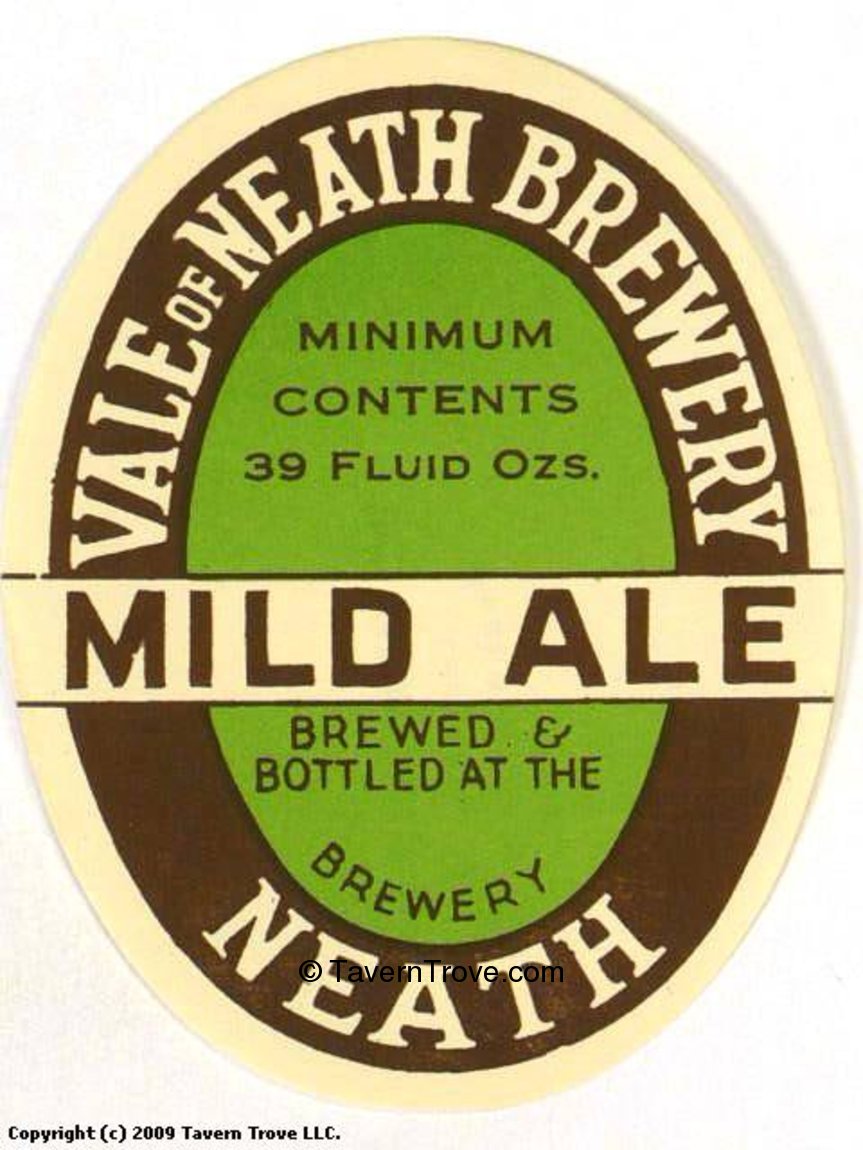 VALE OF NEATH BREWERY
MINIMUM
CONTENTS
39 FLUID OZS.
MILD ALE
BREWED &
BOTTLED AT THE
BREWERY
NEATH
© TavernTrove.com
Copyright (c) 2009 Tavern Trove LLC.